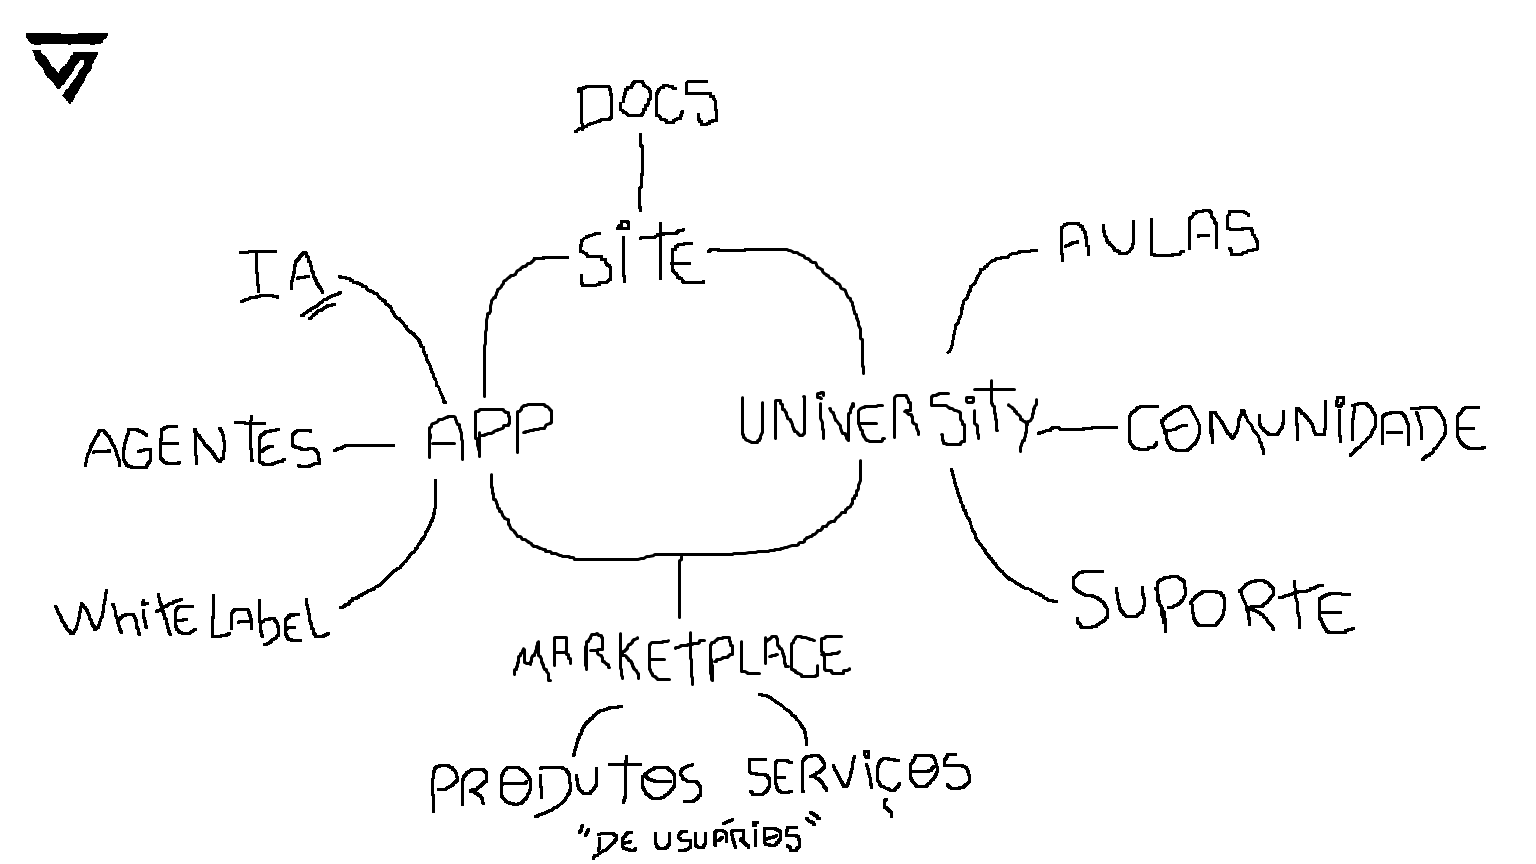 DOCS
SITE
IA
AULAS
AGENTES
APP
UNIVERSITY
COMUNIDADE
WhiteLabel
SUPORTE
MARKETPLACE
PRODUTOS
SERVIÇOS
"DE USUÁRIOS"